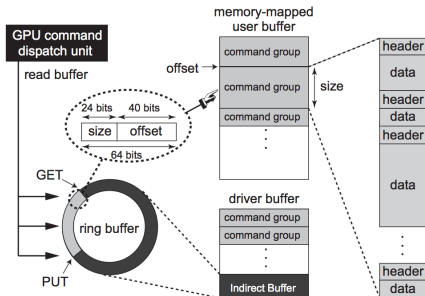 GPU command
dispatch unit
read buffer
24 bits
40 bits
size
offset
64 bits
GET
ring buffer
PUT
memory-mapped
user buffer
command group
offset
command group
size
command group
driver buffer
command group
command group
Indirect Buffer
header
data
header
data
header
data
header
data